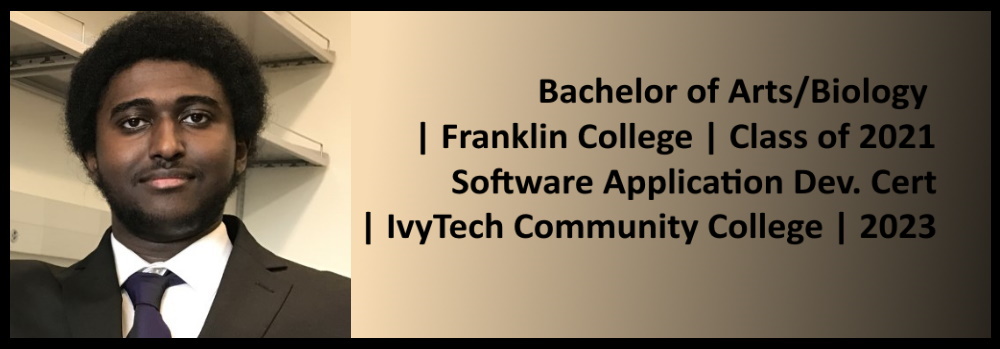 Bachelor of Arts/Biology
| Franklin College | Class of 2021
Software Application Dev. Cert
| IvyTech Community College | 2023